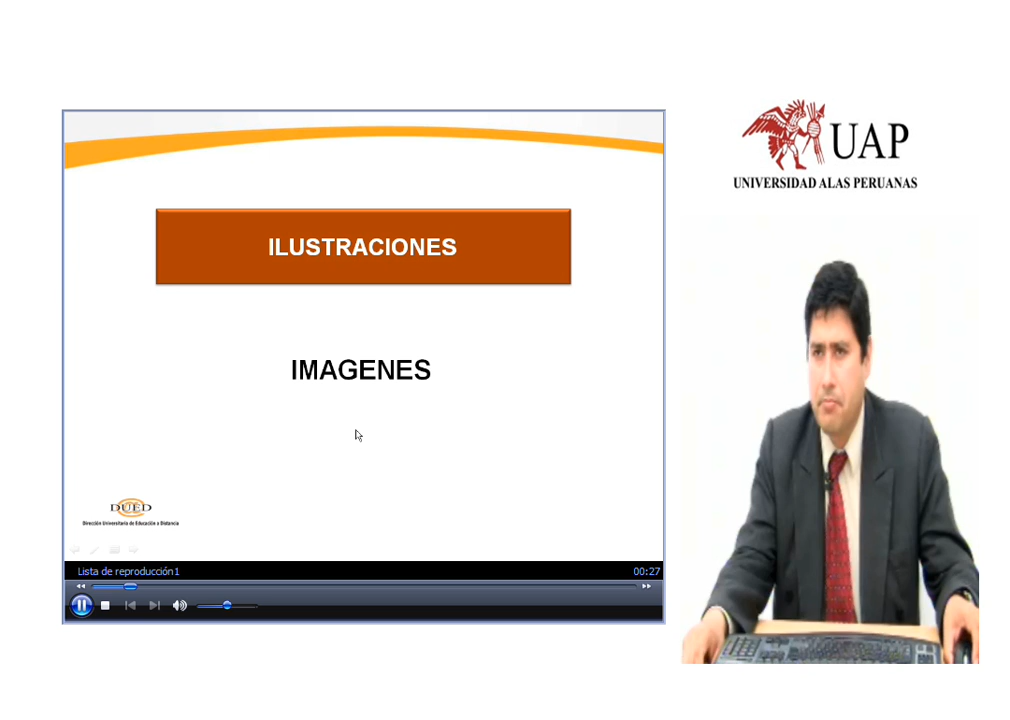 UAP
UNIVERSIDAD ALAS PERUANAS
ILUSTRACIONES
IMAGENES
DUED
Dirección Universitaria de Educación a Distancia
Lista de reproducción1
00:27